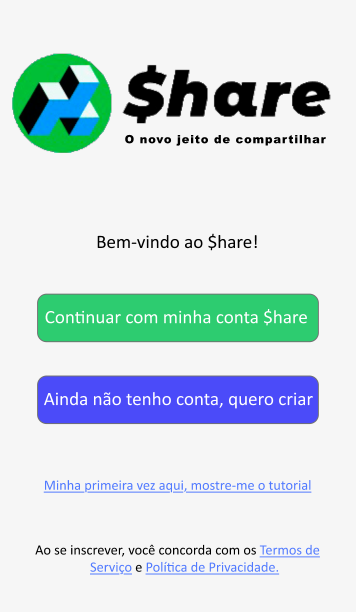 $hare
O novo jeito de compartilhar
Bem-vindo ao $hare!
Continuar com minha conta $hare
Ainda não tenho conta, quero criar
Minha primeira vez aqui, mostre-me o tutorial
Ao se inscrever, você concorda com os Termos de
Serviço e Política de Privacidade.